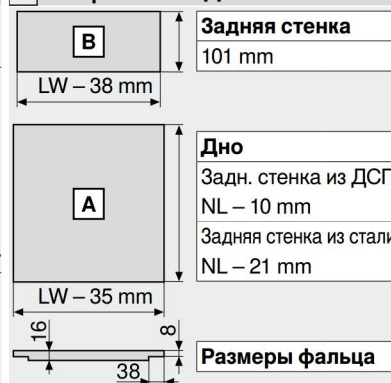 B
LW – 38 mm
Задняя стенка
101 mm
A
LW – 35 mm
Дно
Задн. стенка из ДСП
NL – 10 mm
Задняя стенка из стали
NL – 21 mm
16
8
38
Размеры фальца